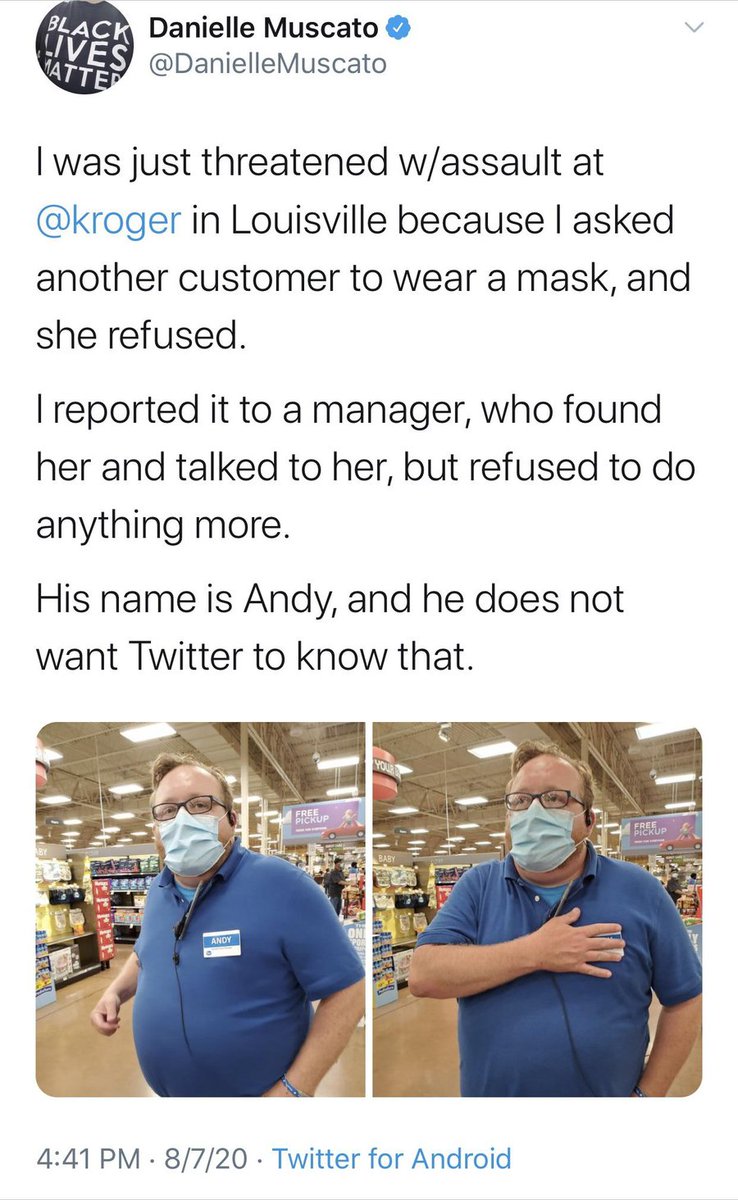 BLACK
LIVES
MATTER
Danielle Muscato
@DanielleMuscato
I was just threatened w/assault at
@kroger in Louisville because I asked
another customer to wear a mask, and
she refused.
I reported it to a manager, who found
her and talked to her, but refused to do
anything more.
His name is Andy, and he does not
want Twitter to know that.
FREE
PICKUP
ANDY
YOUR
BABY
FREE
PICKUP
4:41 PM · 8/7/20 · Twitter for Android